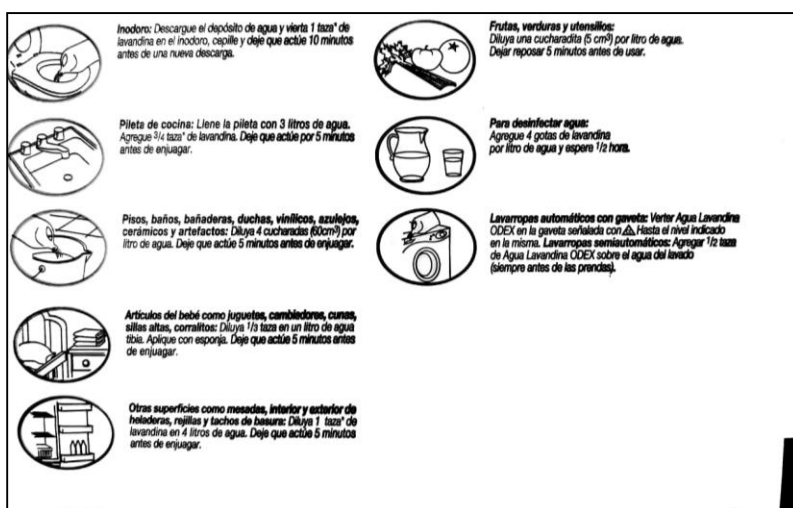 Inodoro: Descargue el depósito de agua y vierta 1 taza* de
lavandina en el inodoro, cepille y deje que actúe 10 minutos
antes de una nueva descarga.
Pileta de cocina: Llene la pileta con 3 litros de agua.
Agregue 3/4 taza* de lavandina. Deje que actúe por 5 minutos
antes de enjuagar.
Pisos, baños, bañaderas, duchas, vinílicos, azulejos,
cerámicos y artefactos: Diluya 4 cucharadas (60cm³) por
litro de agua. Deje que actúe 5 minutos antes de enjuagar.
Artículos del bebé como juguetes, cambiadores, cunas,
sillas altas, corralitos: Diluya 1/3 taza en un litro de agua
tibia. Aplique con esponja. Deje que actúe 5 minutos antes
de enjuagar.
Otras superficies como mesadas, interior y exterior de
heladeras, rejillas y tachos de basura: Diluya 1 taza* de
lavandina en 4 litros de agua. Deje que actúe 5 minutos
antes de enjuagar.
Frutas, verduras y utensillos:
Diluya una cucharadita (5 cm³) por litro de agua.
Dejar reposar 5 minutos antes de usar.
Para desinfectar agua:
Agregue 4 gotas de lavandina
por litro de agua y espere 1/2 hora.
Lavarropas automáticos con gaveta: Verter Agua Lavandina
ODEX en la gaveta señalada con Hasta el nivel indicado
en la misma. Lavarropas semiautomáticos: Agregar 1/2 taza
de Agua Lavandina ODEX sobre el agua del lavado
(siempre antes de las prendas).